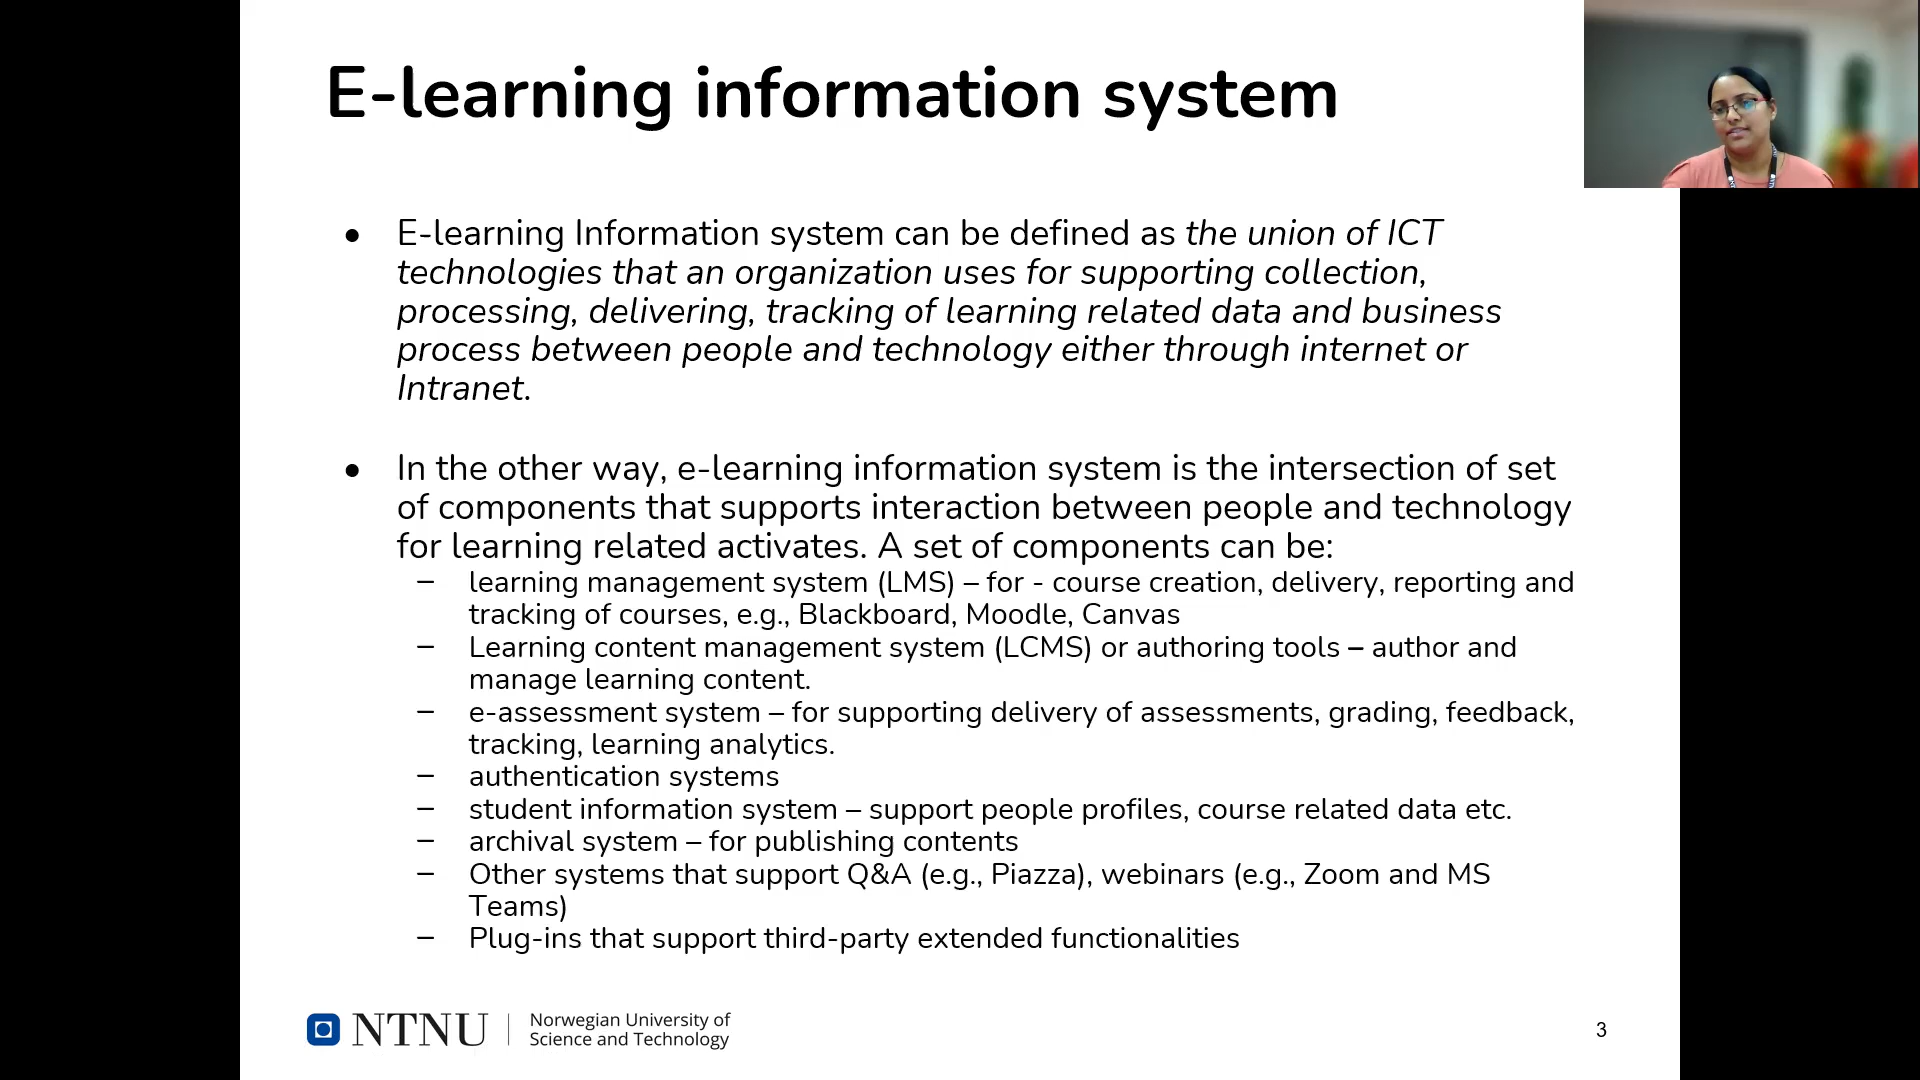 E-learning information system
• E-learning Information system can be defined as the union of ICT
technologies that an organization uses for supporting collection,
processing, delivering, tracking of learning related data and business
process between people and technology either through internet or
Intranet.
• In the other way, e-learning information system is the intersection of set
of components that supports interaction between people and technology
for learning related activates. A set of components can be:
– learning management system (LMS) – for - course creation, delivery, reporting and
tracking of courses, e.g., Blackboard, Moodle, Canvas
– Learning content management system (LCMS) or authoring tools – author and
manage learning content.
– e-assessment system – for supporting delivery of assessments, grading, feedback,
tracking, learning analytics.
– authentication systems
– student information system – support people profiles, course related data etc.
– archival system – for publishing contents
– Other systems that support Q&A (e.g., Piazza), webinars (e.g., Zoom and MS
Teams)
– Plug-ins that support third-party extended functionalities
NTNU
Norwegian University of
Science and Technology
3